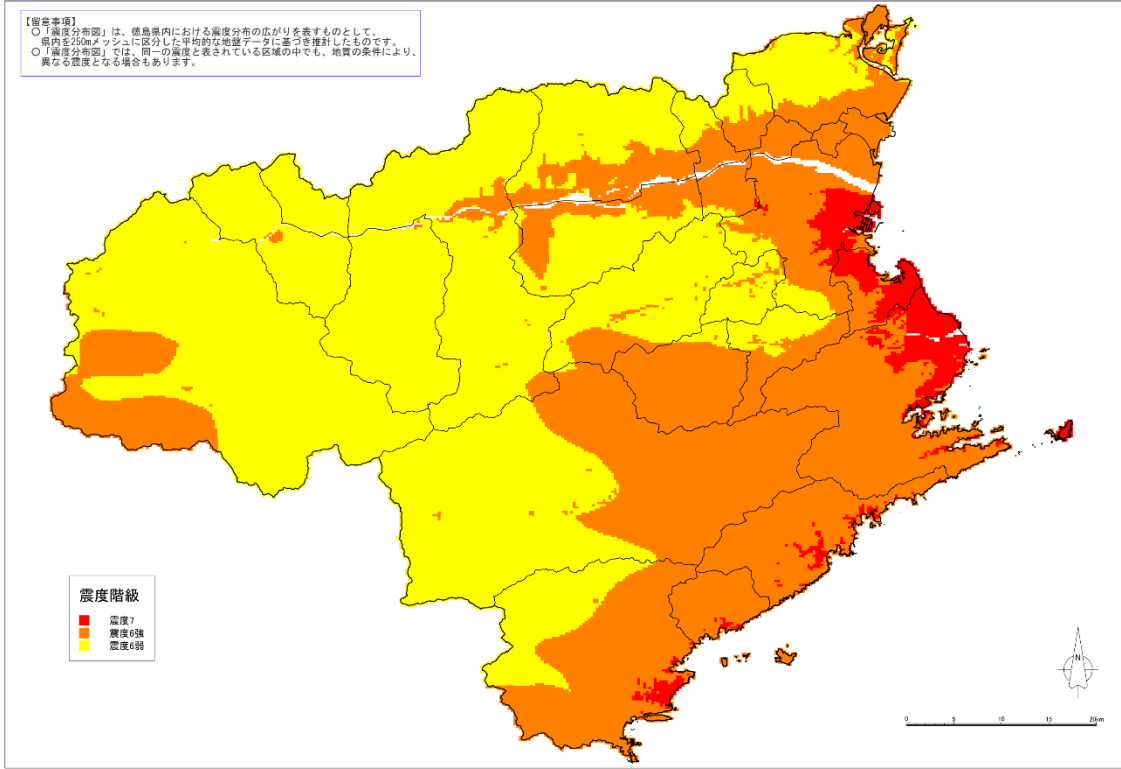 【留意事項】
○「震度分布図」は、徳島県内における震度分布の広がりを表すものとして、
県内を250mメッシュに区分した平均的な地盤データに基づき推計したものです。
○「震度分布図」では、同一の震度と表されている区域の中でも、地質の条件により、
異なる震度となる場合もあります。
震度階級
震度7
震度6強
震度6弱
N
0 5 10 15 20km